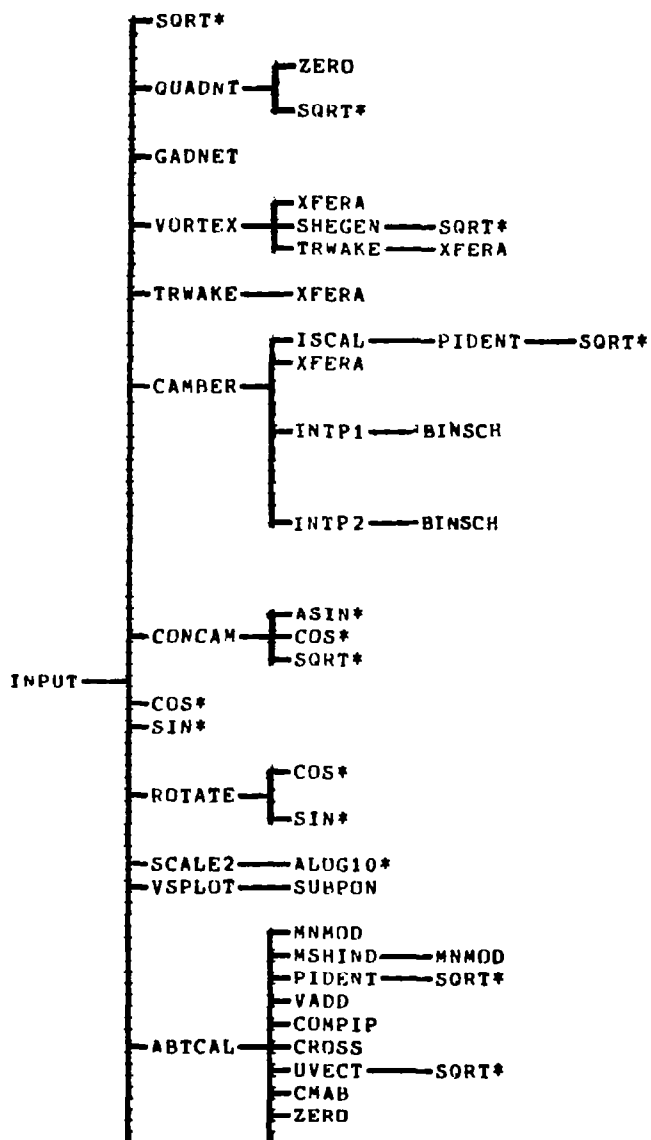 SQRT*
ZERO
QUADNT
SQRT*
GADNET
XFERA
VORTEX SHEGEN SQRT*
TRWAKE XFERA
TRWAKE XFERA
ISCAL PIDENT SQRT*
XFERA
CAMBER
INTP1 BINSCH
INTP2 BINSCH
ASIN*
CONCAM COS*
SQRT*
INPUT
COS*
SIN*
COS*
ROTATE
SIN*
SCALE2 ALOG10*
VSPLOT SUBPON
MNMOD
MSHIND MNMOD
PIDENT SQRT*
VADD
COMPIP
ABTCAL CROSS
UVECT SQRT*
CMAB
ZERO